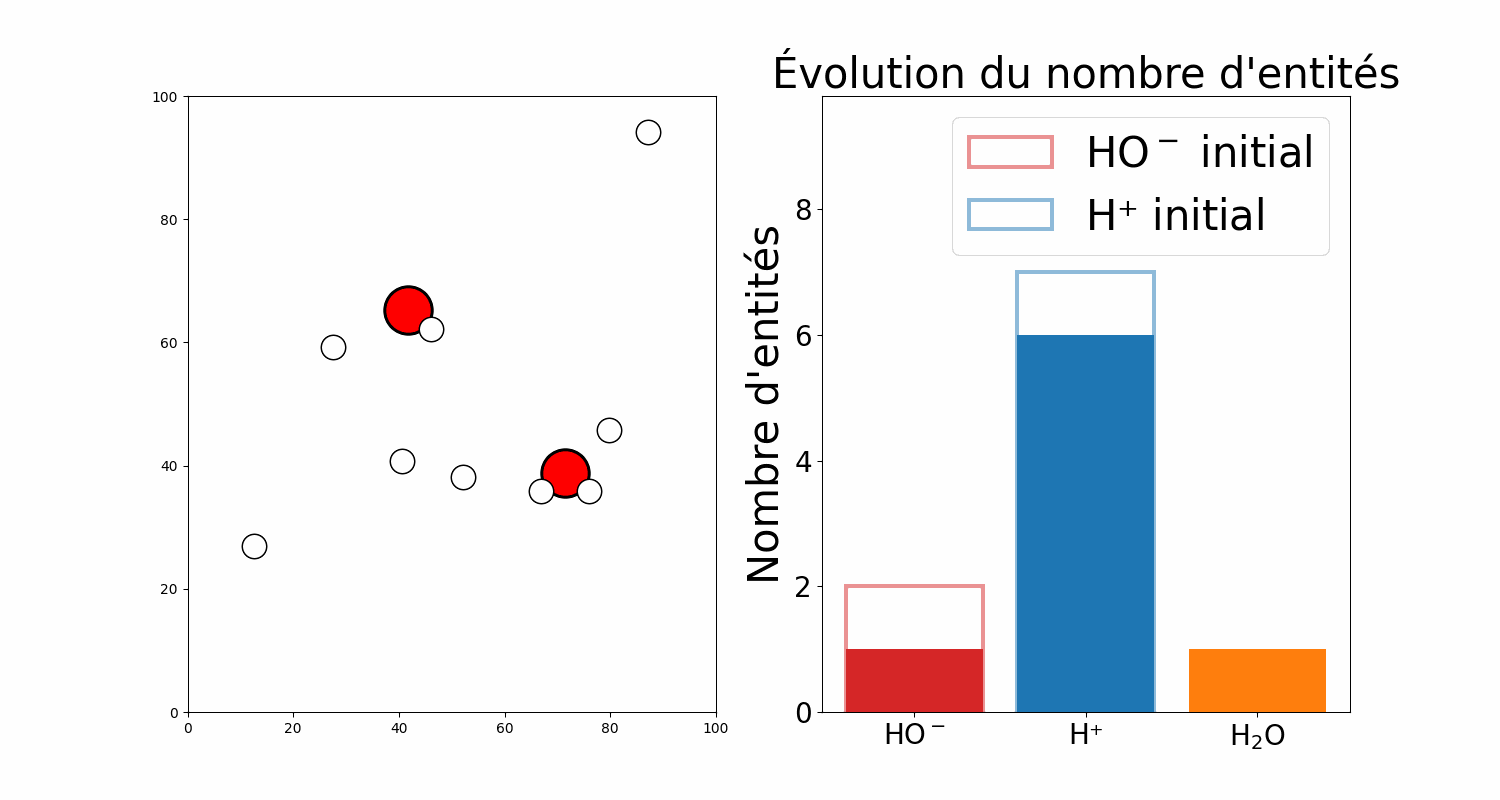 100
80
60
40
20
0
0 20 40 60 80 100
Évolution du nombre d'entités
HO⁻ initial
H⁺ initial
Nombre d'entités
8
6
4
2
0
HO⁻ H⁺ H₂O